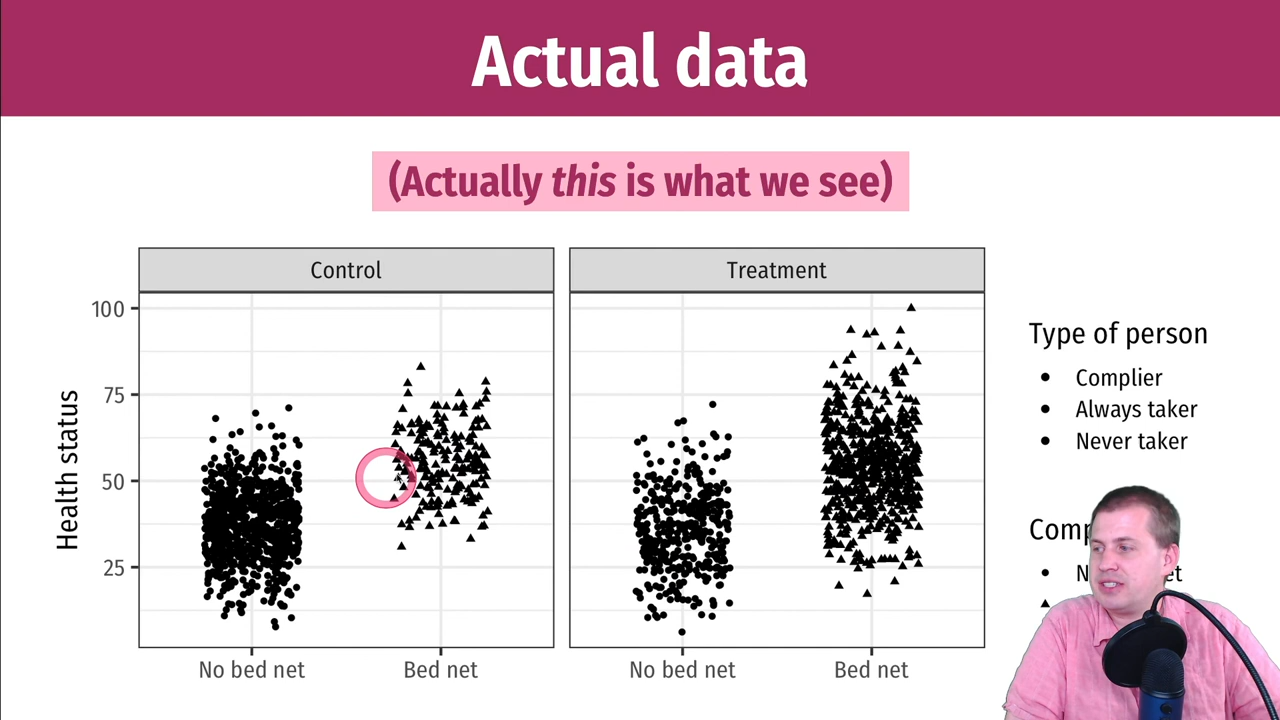 Actual data
(Actually this is what we see)
Control
Treatment
Health status
100
75
50
25
No bed net
Bed net
No bed net
Bed net
Type of person
Complier
Always taker
Never taker